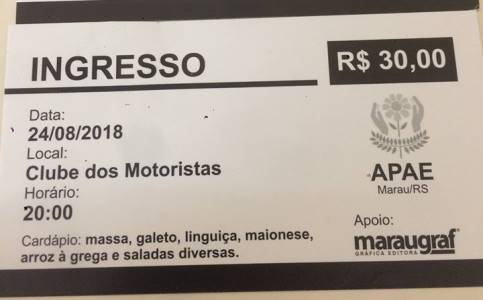 INGRESSO
R$ 30,00
Data:
24/08/2018
Local:
Clube dos Motoristas
Horário:
20:00
Cardápio: massa, galeto, linguiça, maionese,
arroz à grega e saladas diversas.
APAE
Marau/RS
Apoio:
maraugraf
GRÁFICA EDITORA